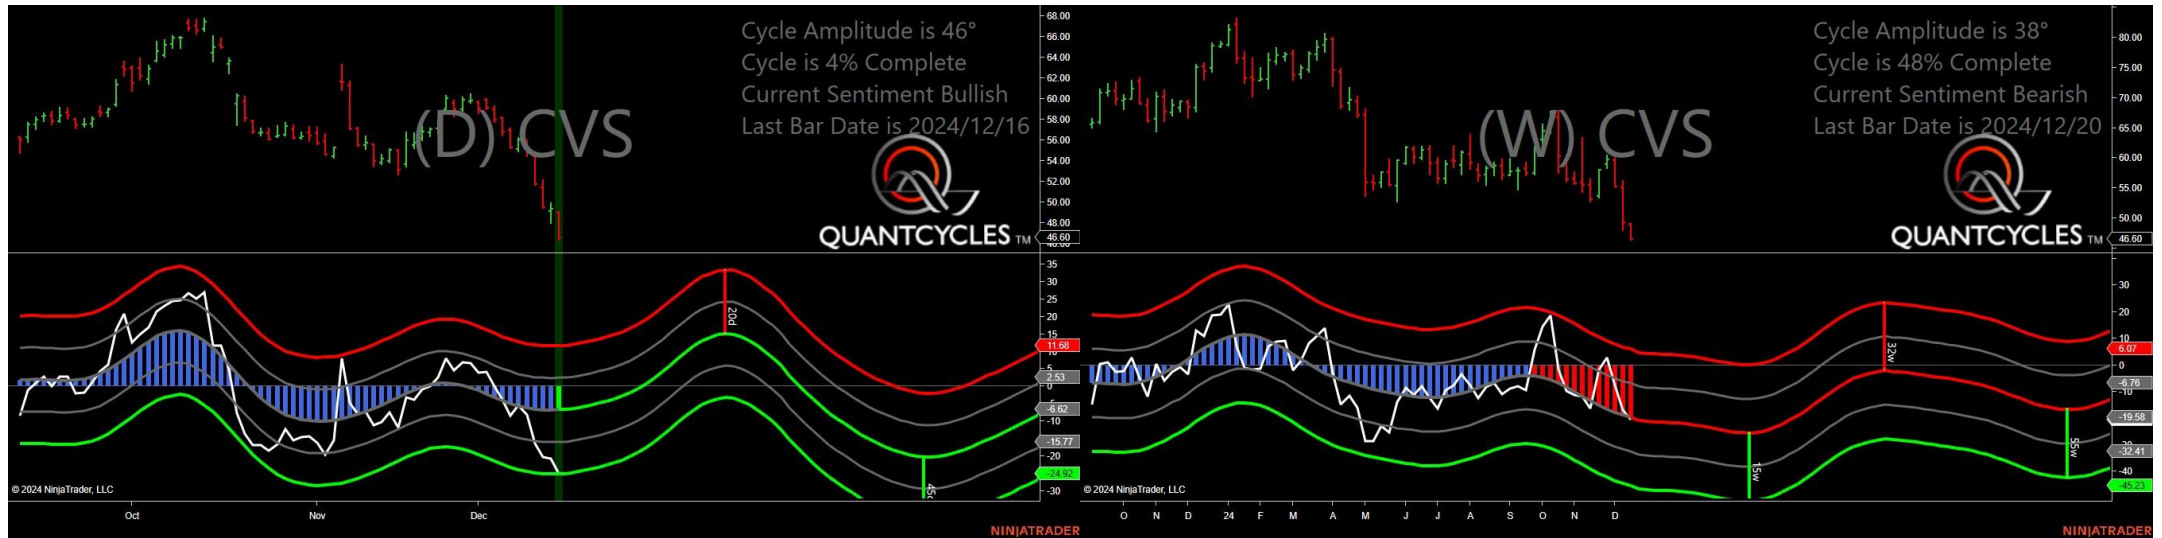 Cycle Amplitude is 46°
Cycle is 4% Complete
Current Sentiment Bullish
Last Bar Date is 2024/12/16
(D) CVS
QUANTCYCLES TM
68.00
66.00
64.00
62.00
60.00
58.00
56.00
54.00
52.00
50.00
48.00
46.60
35
30
25
20
15
11.68
5
2.53
0
-6.62
-10
-15.77
-20
-24.92
-30
20d
© 2024 NinjaTrader, LLC
Oct Nov Dec
NINJATRADER
Cycle Amplitude is 38°
Cycle is 48% Complete
Current Sentiment Bearish
Last Bar Date is 2024/12/20
(W) CVS
QUANTCYCLES TM
80.00
75.00
70.00
65.00
60.00
55.00
50.00
46.60
30
20
10
6.07
0
-6.76
-10
-19.58
-32.41
-40
-45.23
32w
15w
55w
© 2024 NinjaTrader, LLC
O N D 24 F M A M J J A S O N D
NINJATRADER